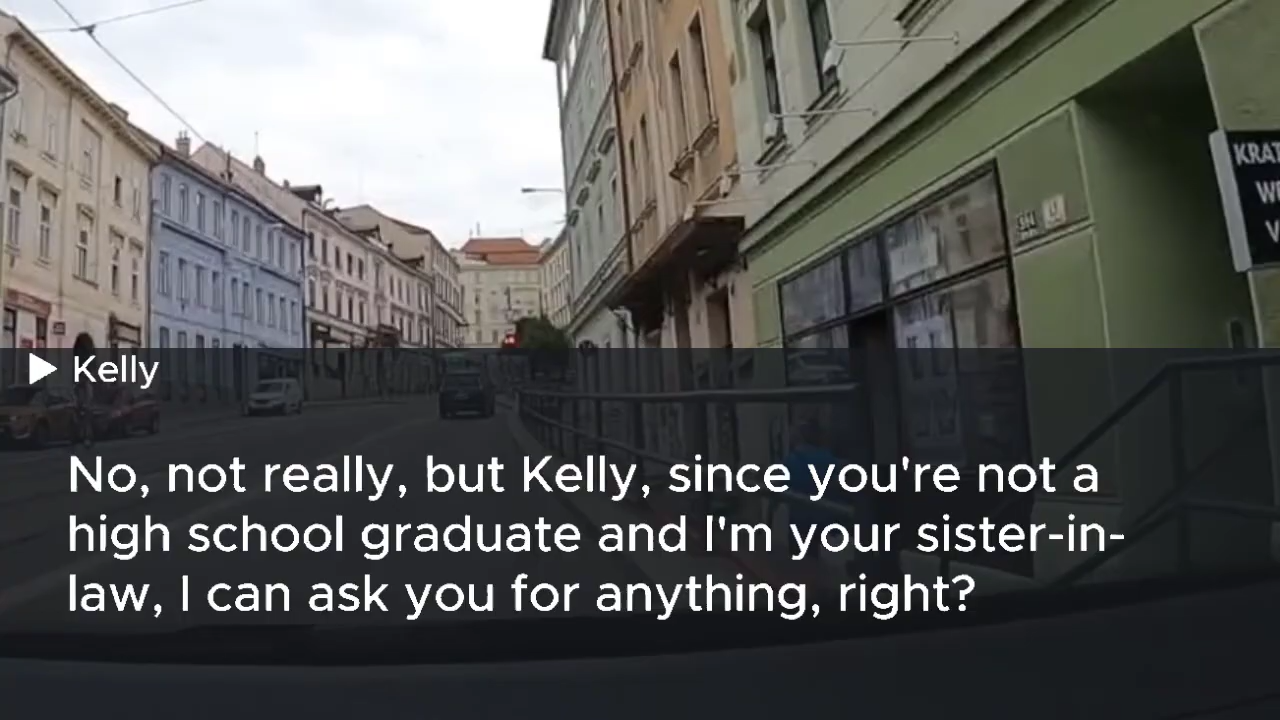 KRAT
W
V
Kelly
No, not really, but Kelly, since you're not a
high school graduate and I'm your sister-in-
law, I can ask you for anything, right?